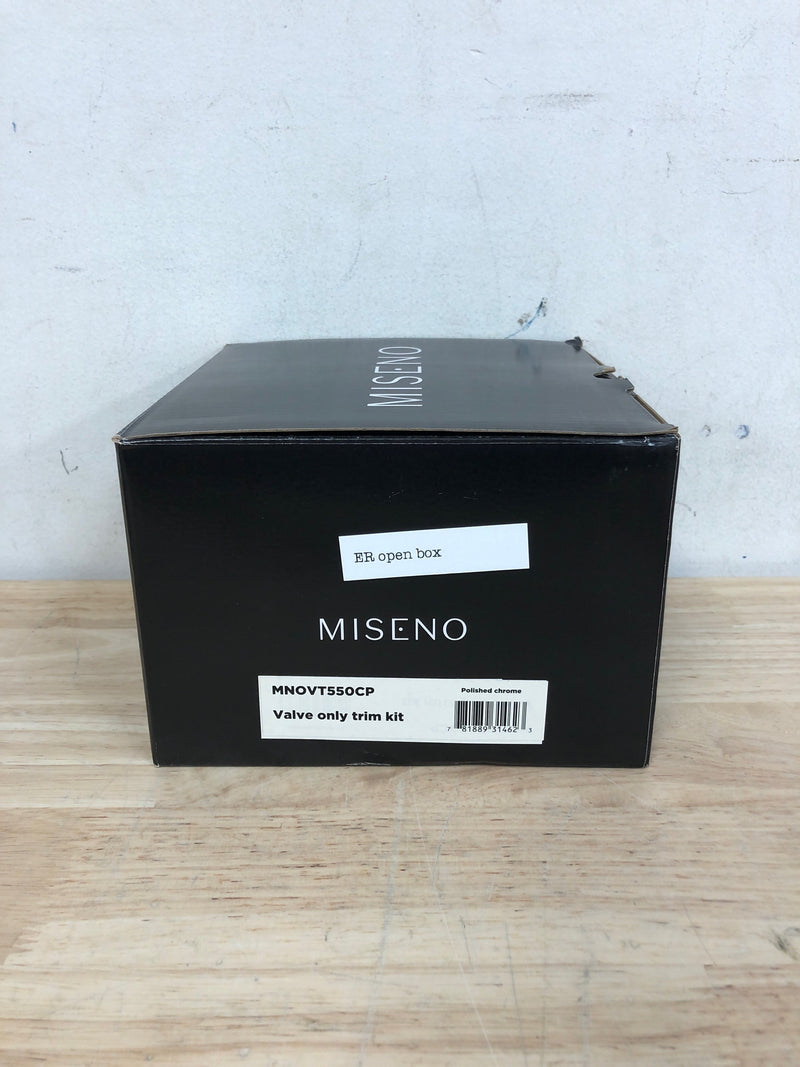 MISENO
ER open box
MISENO
MNOVT550CP
Polished chrome
Valve only trim kit
7 81889 31462 3